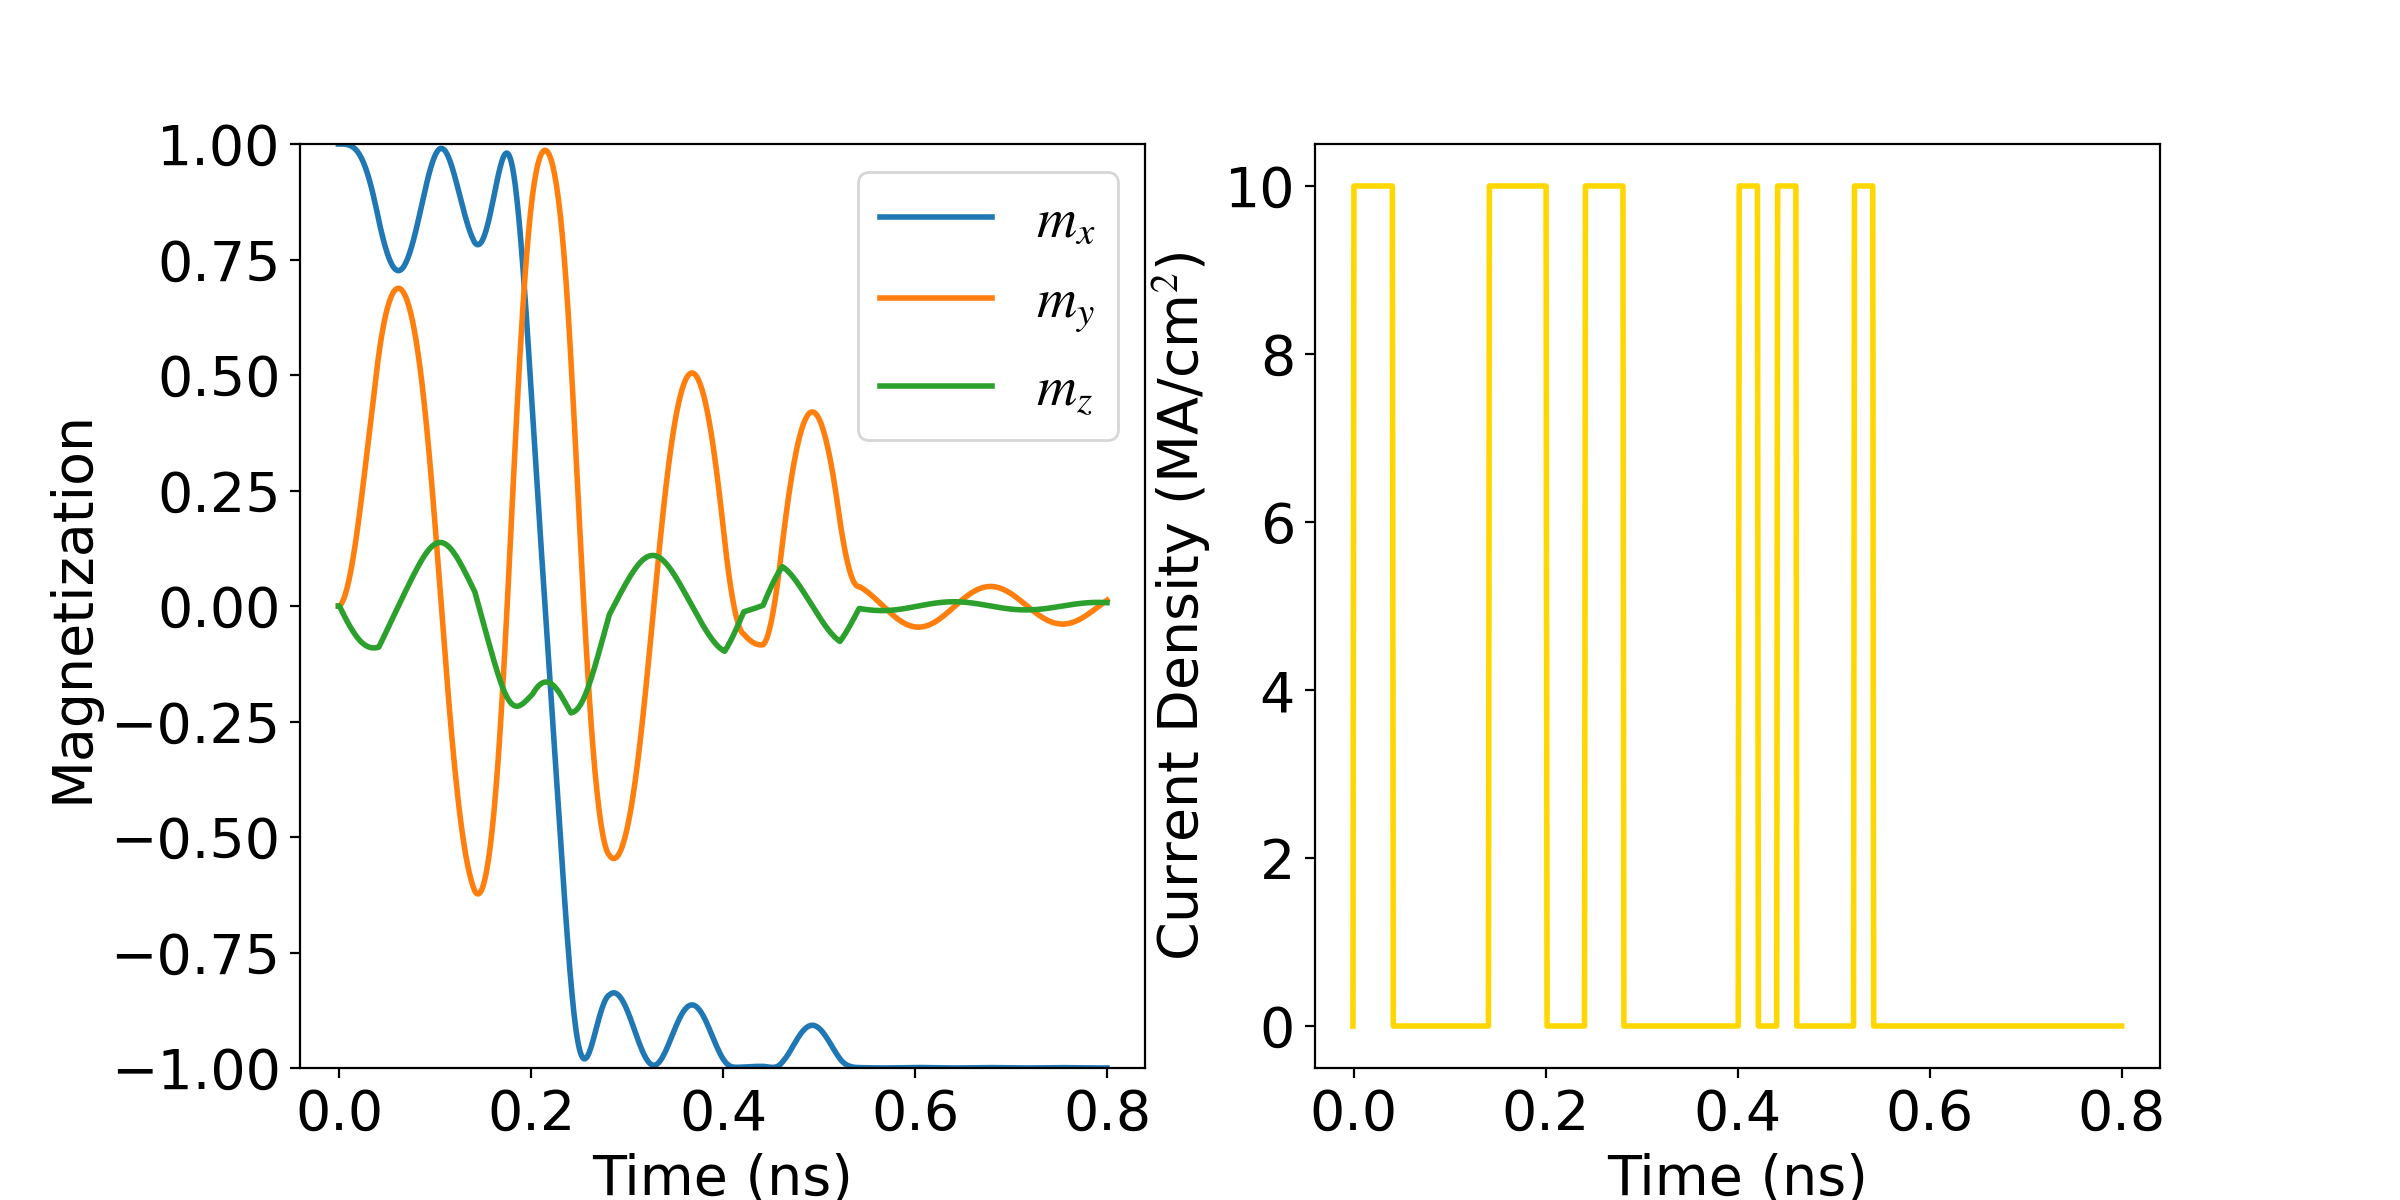 Magnetization
1.00
0.75
0.50
0.25
0.00
−0.25
−0.50
−0.75
−1.00
0.0 0.2 0.4 0.6 0.8
Time (ns)
m_x
m_y
m_z
Current Density (MA/cm²)
10
8
6
4
2
0
0.0 0.2 0.4 0.6 0.8
Time (ns)